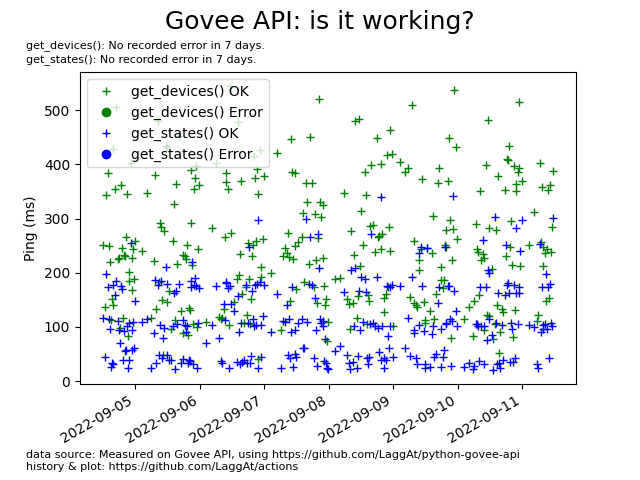 Govee API: is it working?
get_devices(): No recorded error in 7 days.
get_states(): No recorded error in 7 days.
get_devices() OK
get_devices() Error
get_states() OK
get_states() Error
Ping (ms)
500
400
300
200
100
0
2022-09-05
2022-09-06
2022-09-07
2022-09-08
2022-09-09
2022-09-10
2022-09-11
data source: Measured on Govee API, using https://github.com/LaggAt/python-govee-api
history & plot: https://github.com/LaggAt/actions